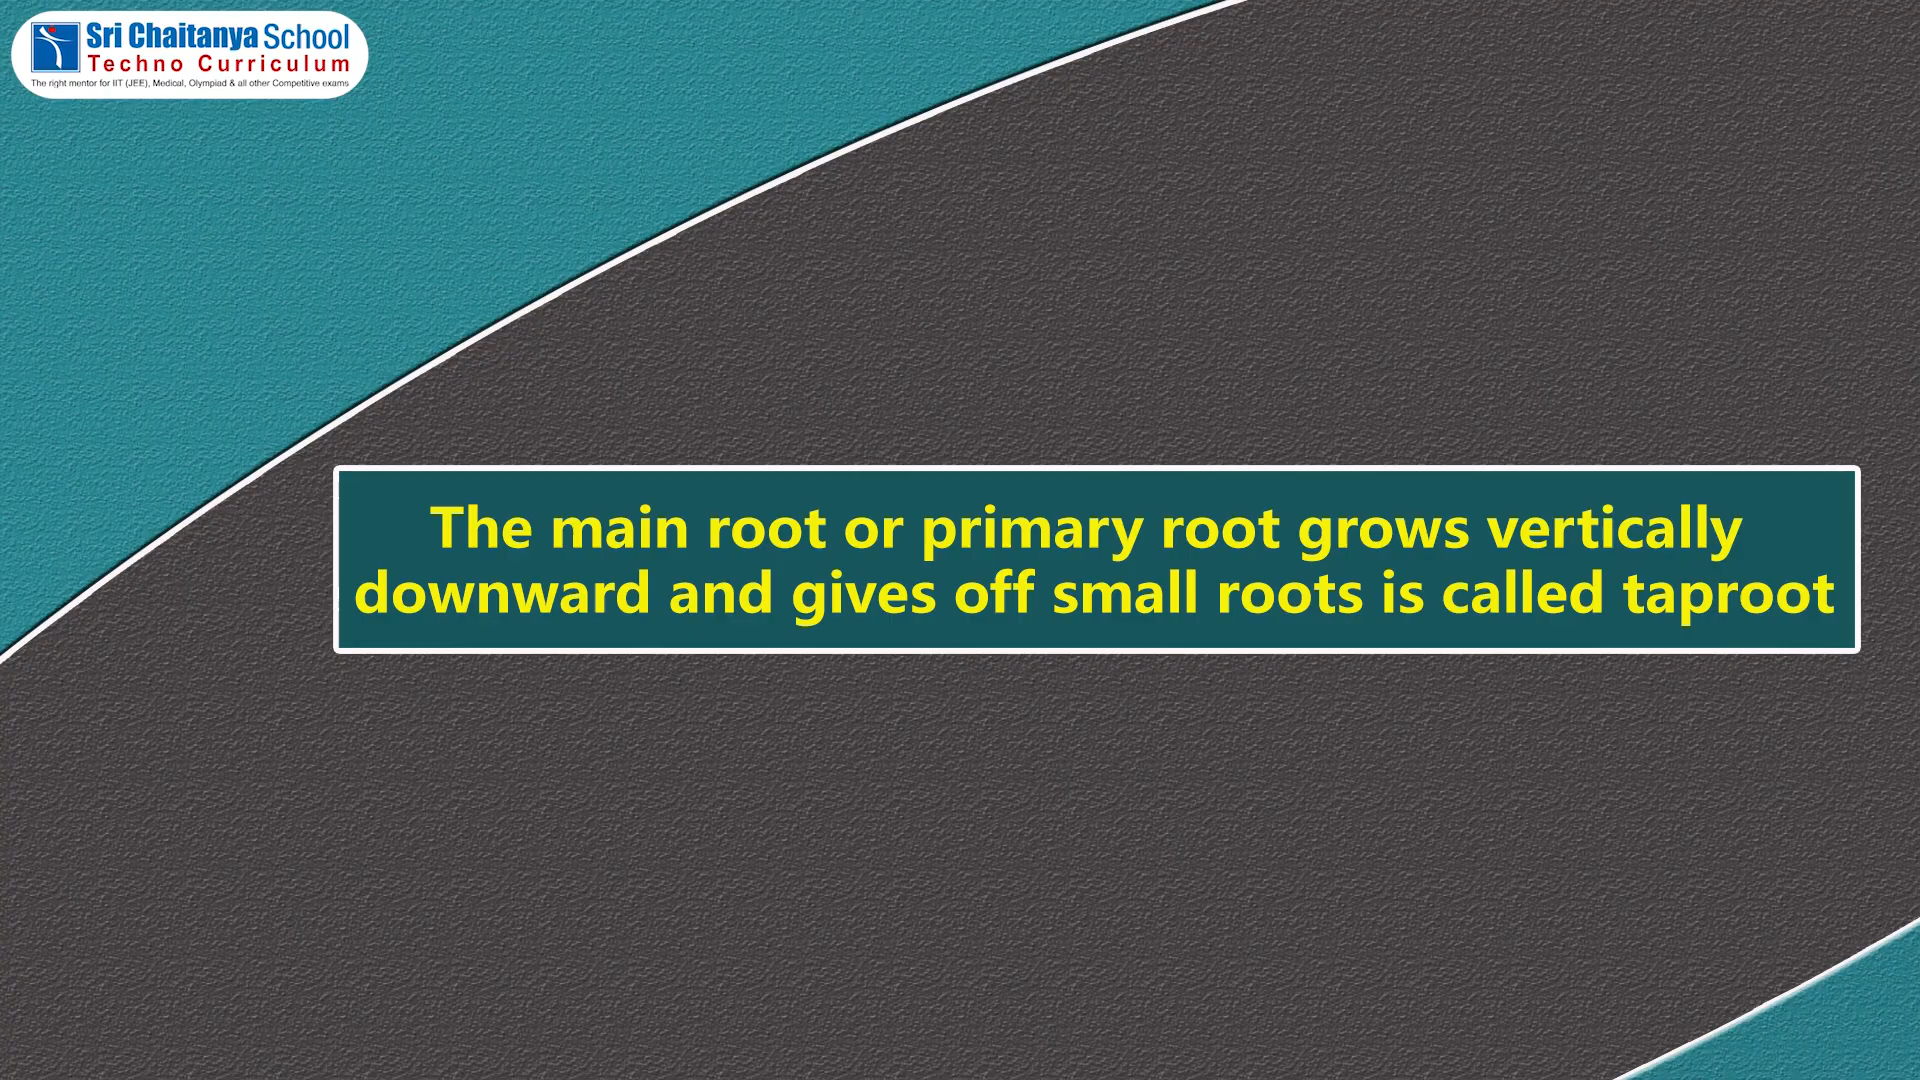 Sri Chaitanya School
Techno Curriculum
The right mentor for IIT (JEE), Medical, Olympiad & all other Competitive exams
The main root or primary root grows vertically
downward and gives off small roots is called taproot